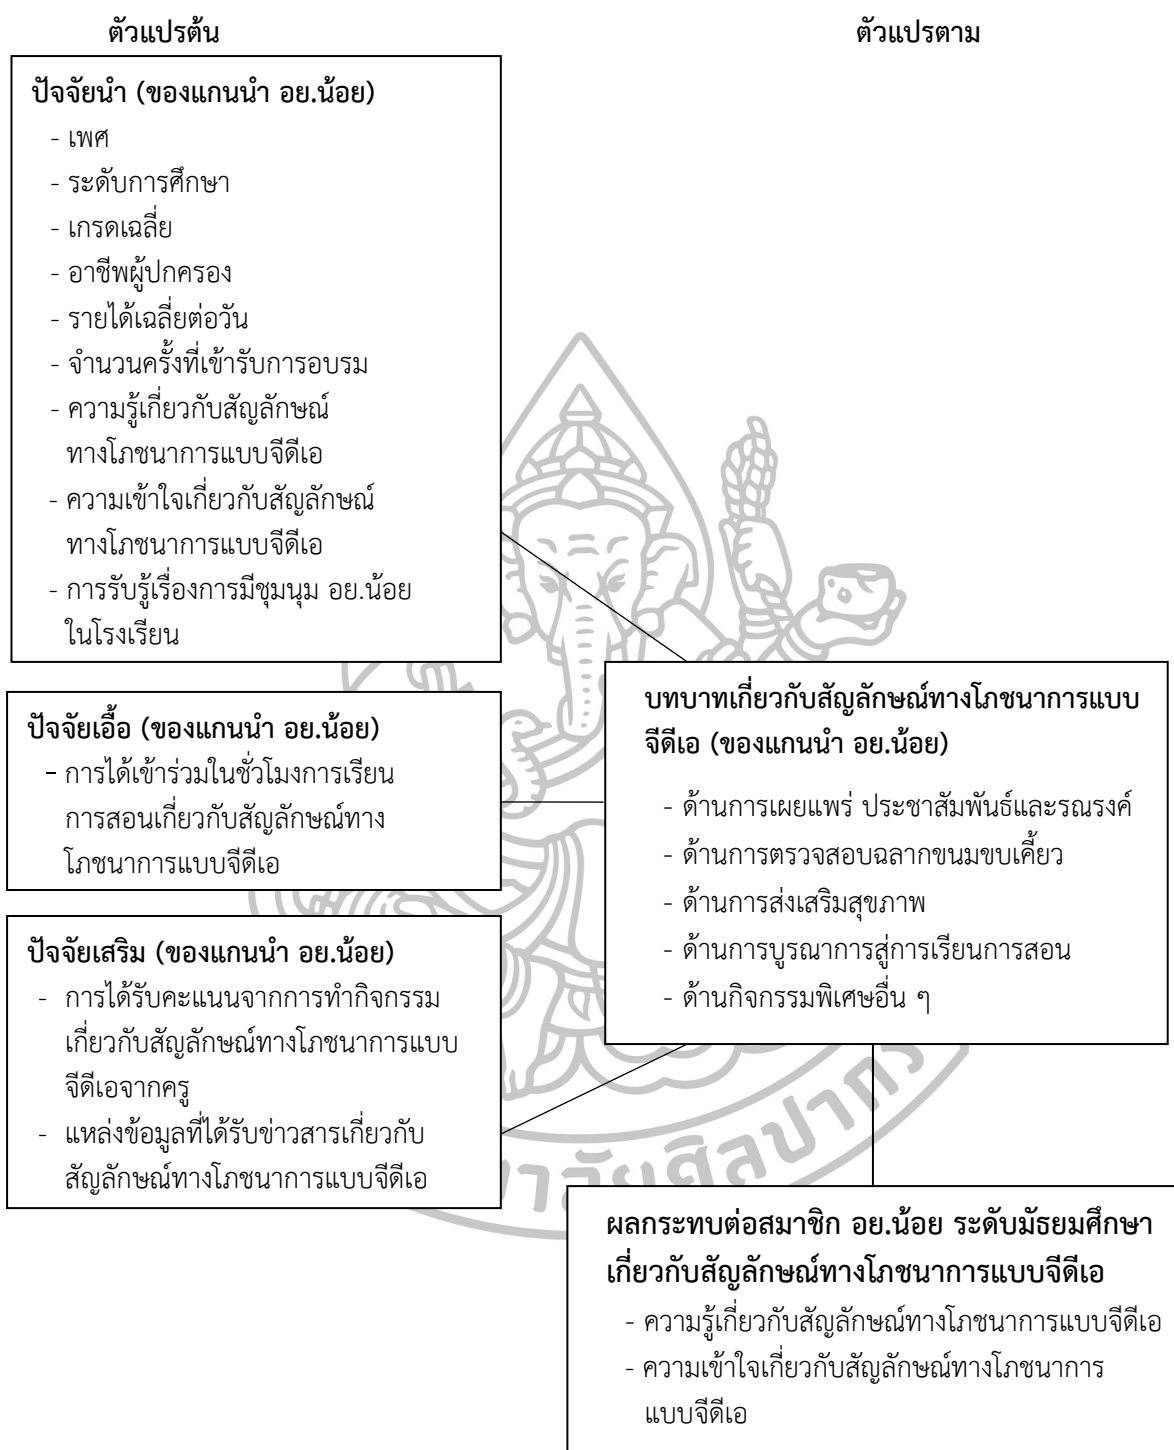 ตัวแปรต้น
ตัวแปรตาม
ปัจจัยนำ (ของแกนนำ อย.น้อย)
- เพศ
- ระดับการศึกษา
- เกรดเฉลี่ย
- อาชีพผู้ปกครอง
- รายได้เฉลี่ยต่อวัน
- จำนวนครั้งที่เข้ารับการอบรม
- ความรู้เกี่ยวกับสัญลักษณ์
ทางโภชนาการแบบจีดีเอ
- ความเข้าใจเกี่ยวกับสัญลักษณ์
ทางโภชนาการแบบจีดีเอ
- การรับรู้เรื่องการมีชุมนุม อย.น้อย
ในโรงเรียน
ปัจจัยเอื้อ (ของแกนนำ อย.น้อย)
- การได้เข้าร่วมในชั่วโมงการเรียน
การสอนเกี่ยวกับสัญลักษณ์ทาง
โภชนาการแบบจีดีเอ
ปัจจัยเสริม (ของแกนนำ อย.น้อย)
- การได้รับคะแนนจากการทำกิจกรรม
เกี่ยวกับสัญลักษณ์ทางโภชนาการแบบ
จีดีเอจากครู
- แหล่งข้อมูลที่ได้รับข่าวสารเกี่ยวกับ
สัญลักษณ์ทางโภชนาการแบบจีดีเอ
บทบาทเกี่ยวกับสัญลักษณ์ทางโภชนาการแบบ
จีดีเอ (ของแกนนำ อย.น้อย)
- ด้านการเผยแพร่ ประชาสัมพันธ์และรณรงค์
- ด้านการตรวจสอบฉลากขนมขบเคี้ยว
- ด้านการส่งเสริมสุขภาพ
- ด้านการบูรณาการสู่การเรียนการสอน
- ด้านกิจกรรมพิเศษอื่น ๆ
ผลกระทบต่อสมาชิก อย.น้อย ระดับมัธยมศึกษา
เกี่ยวกับสัญลักษณ์ทางโภชนาการแบบจีดีเอ
- ความรู้เกี่ยวกับสัญลักษณ์ทางโภชนาการแบบจีดีเอ
- ความเข้าใจเกี่ยวกับสัญลักษณ์ทางโภชนาการ
แบบจีดีเอ